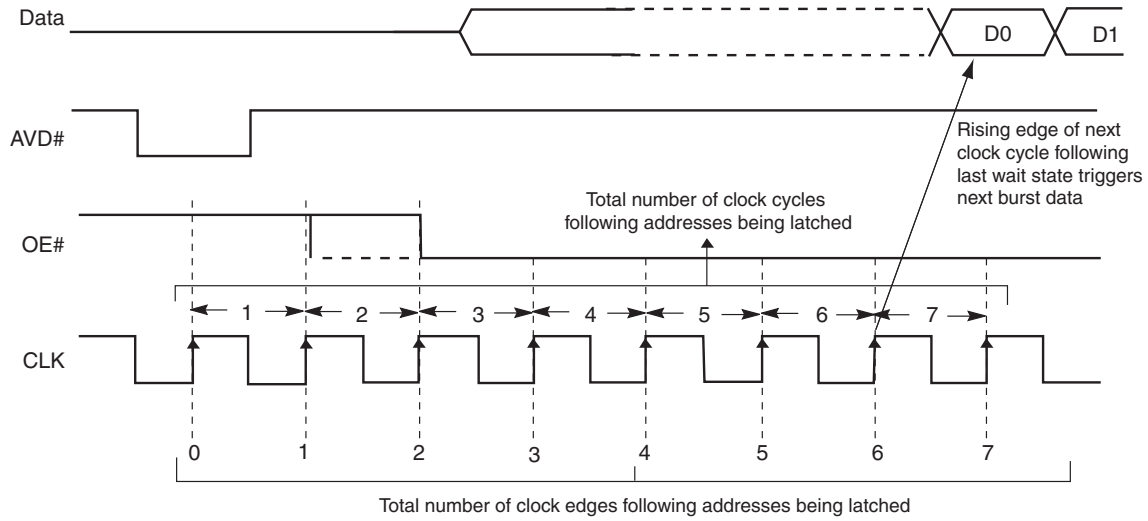 Data
D0
D1
AVD#
Rising edge of next
clock cycle following
last wait state triggers
next burst data
Total number of clock cycles
following addresses being latched
OE#
1
2
3
4
5
6
7
CLK
0
1
2
3
4
5
6
7
Total number of clock edges following addresses being latched